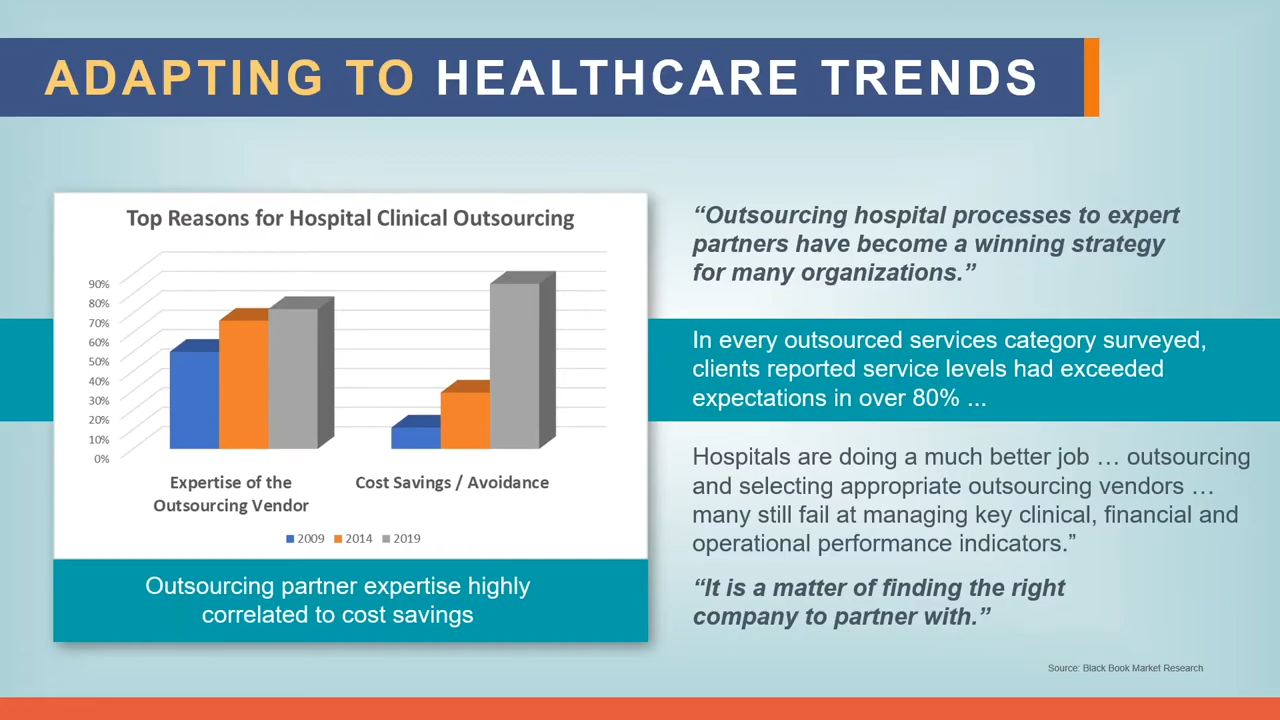 ADAPTING TO HEALTHCARE TRENDS
Top Reasons for Hospital Clinical Outsourcing
90%
80%
70%
60%
50%
40%
30%
20%
10%
0%
Expertise of the
Outsourcing Vendor
Cost Savings / Avoidance
2009 2014 2019
Outsourcing partner expertise highly
correlated to cost savings
“Outsourcing hospital processes to expert
partners have become a winning strategy
for many organizations.”
In every outsourced services category surveyed,
clients reported service levels had exceeded
expectations in over 80% ...
Hospitals are doing a much better job … outsourcing
and selecting appropriate outsourcing vendors …
many still fail at managing key clinical, financial and
operational performance indicators.”
“It is a matter of finding the right
company to partner with.”
Source: Black Book Market Research